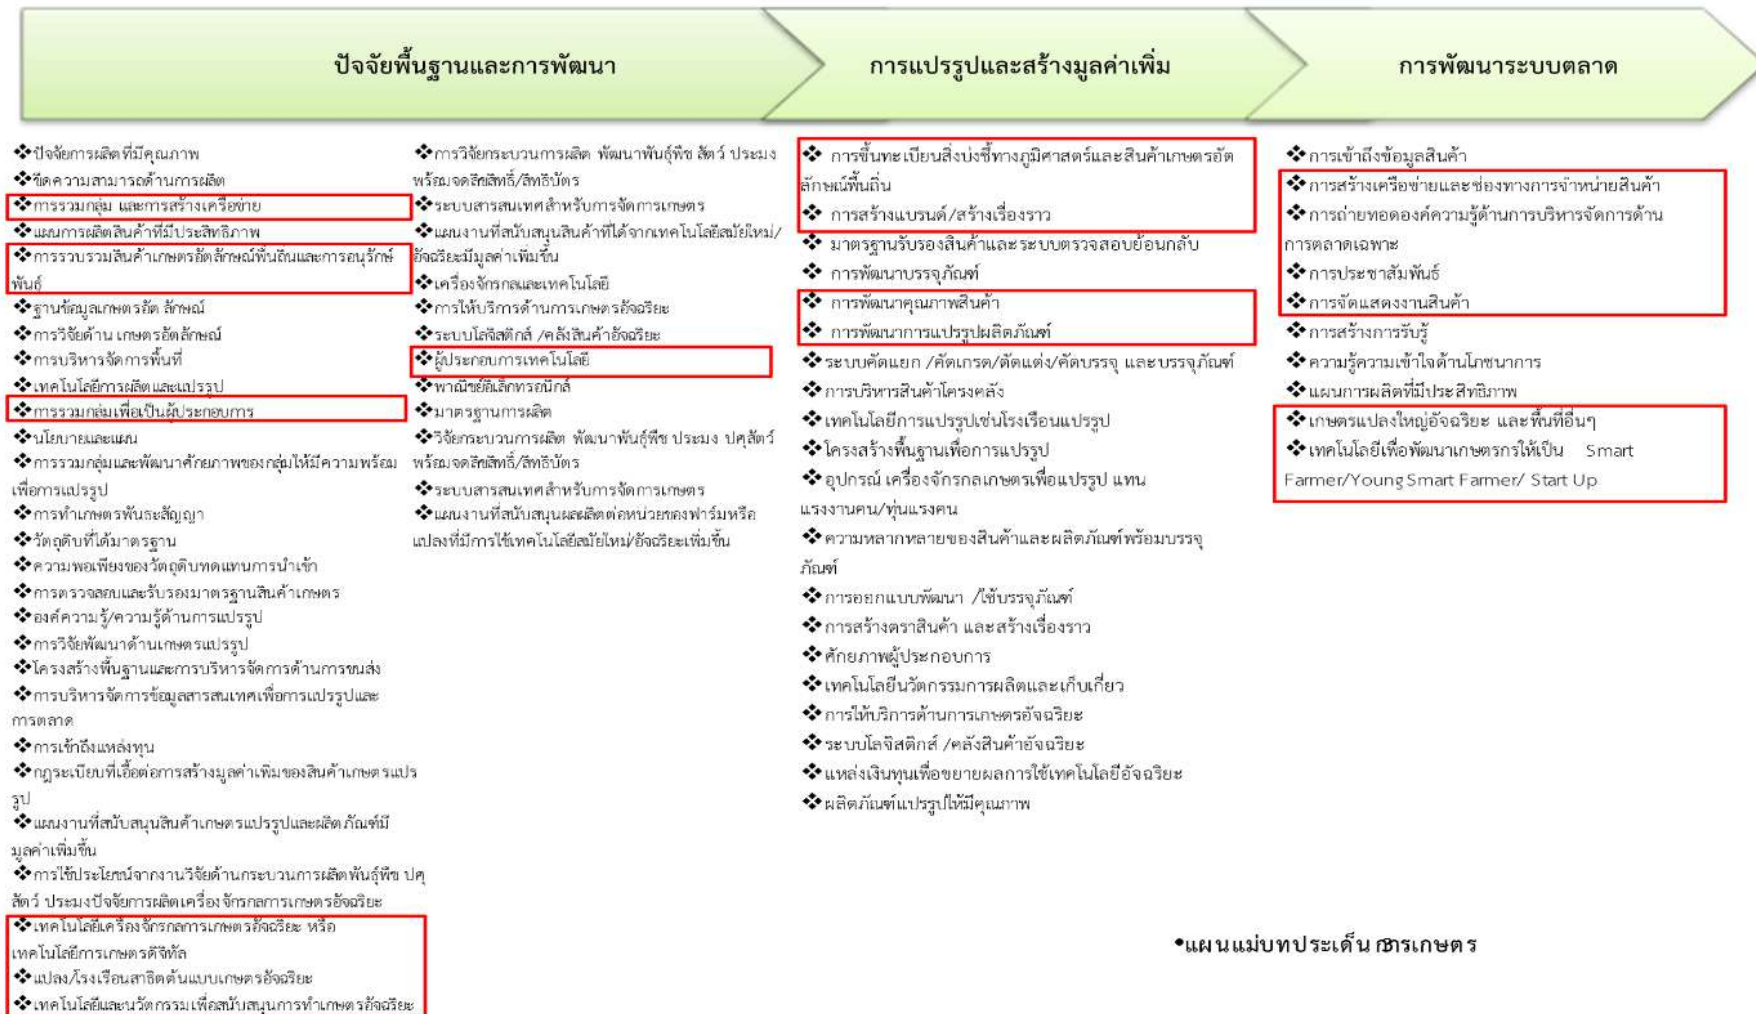 ปัจจัยพื้นฐานและการพัฒนา
การแปรรูปและสร้างมูลค่าเพิ่ม
การพัฒนาระบบตลาด
❖ปัจจัยการผลิตที่มีคุณภาพ
❖ขีดความสามารถด้านการผลิต
❖การรวมกลุ่ม และการสร้างเครือข่าย
❖แผนการผลิตสินค้าที่มีประสิทธิภาพ
❖การรวบรวมสินค้าเกษตรอัตลักษณ์พื้นถิ่นและการอนุรักษ์
พันธุ์
❖ฐานข้อมูลเกษตรอัตลักษณ์
❖การวิจัยด้าน เกษตรอัตลักษณ์
❖การบริหารจัดการพื้นที่
❖เทคโนโลยีการผลิตและแปรรูป
❖การรวมกลุ่มเพื่อเป็นผู้ประกอบการ
❖นโยบายและแผน
❖การรวมกลุ่มและพัฒนาศักยภาพของกลุ่มให้มีความพร้อม
เพื่อการแปรรูป
❖การทำเกษตรพันธะสัญญา
❖วัตถุดิบที่ได้มาตรฐาน
❖ความพอเพียงของวัตถุดิบทดแทนการนำเข้า
❖การตรวจสอบและรับรองมาตรฐานสินค้าเกษตร
❖องค์ความรู้/ความรู้ด้านการแปรรูป
❖การวิจัยพัฒนาด้านเกษตรแปรรูป
❖โครงสร้างพื้นฐานและการบริหารจัดการด้านการขนส่ง
❖การบริหารจัดการข้อมูลสารสนเทศเพื่อการแปรรูปและ
การตลาด
❖การเข้าถึงแหล่งทุน
❖กฎระเบียบที่เอื้อต่อการสร้างมูลค่าเพิ่มของสินค้าเกษตรแปร
รูป
❖แผนงานที่สนับสนุนสินค้าเกษตรแปรรูปและผลิตภัณฑ์มี
มูลค่าเพิ่มขึ้น
❖การใช้ประโยชน์จากงานวิจัยด้านกระบวนการผลิตพันธุ์พืช ปศุ
สัตว์ ประมงปัจจัยการผลิตเครื่องจักรกลการเกษตรอัจฉริยะ
❖เทคโนโลยีเครื่องจักรกลการเกษตรอัจฉริยะ หรือ
เทคโนโลยีการเกษตรดิจิทัล
❖แปลง/โรงเรือนสาธิตต้นแบบเกษตรอัจฉริยะ
❖เทคโนโลยีและนวัตกรรมเพื่อสนับสนุนการทำเกษตรอัจฉริยะ
❖การวิจัยกระบวนการผลิต พัฒนาพันธุ์พืช สัตว์ ประมง
พร้อมจดลิขสิทธิ์/สิทธิบัตร
❖ระบบสารสนเทศสำหรับการจัดการเกษตร
❖แผนงานที่สนับสนุนสินค้าที่ได้จากเทคโนโลยีสมัยใหม่/
อัจฉริยะมีมูลค่าเพิ่มขึ้น
❖เครื่องจักรกลและเทคโนโลยี
❖การให้บริการด้านการเกษตรอัจฉริยะ
❖ระบบโลจิสติกส์ /คลังสินค้าอัจฉริยะ
❖ผู้ประกอบการเทคโนโลยี
❖พาณิชย์อิเล็กทรอนิกส์
❖มาตรฐานการผลิต
❖วิจัยกระบวนการผลิต พัฒนาพันธุ์พืช ประมง ปศุสัตว์
พร้อมจดลิขสิทธิ์/สิทธิบัตร
❖ระบบสารสนเทศสำหรับการจัดการเกษตร
❖แผนงานที่สนับสนุนผลผลิตต่อหน่วยของฟาร์มหรือ
แปลงที่มีการใช้เทคโนโลยีสมัยใหม่/อัจฉริยะเพิ่มขึ้น
❖ การขึ้นทะเบียนสิ่งบ่งชี้ทางภูมิศาสตร์และสินค้าเกษตรอัต
ลักษณ์พื้นถิ่น
❖ การสร้างแบรนด์/สร้างเรื่องราว
❖ มาตรฐานรับรองสินค้าและระบบตรวจสอบย้อนกลับ
❖ การพัฒนาบรรจุภัณฑ์
❖ การพัฒนาคุณภาพสินค้า
❖ การพัฒนาการแปรรูปผลิตภัณฑ์
❖ระบบคัดแยก /คัดเกรด/ตัดแต่ง/คัดบรรจุ และบรรจุภัณฑ์
❖การบริหารสินค้าโครงคลัง
❖เทคโนโลยีการแปรรูปเช่นโรงเรือนแปรรูป
❖โครงสร้างพื้นฐานเพื่อการแปรรูป
❖อุปกรณ์ เครื่องจักรกลเกษตรเพื่อแปรรูป แทน
แรงงานคน/ทุ่นแรงคน
❖ความหลากหลายของสินค้าและผลิตภัณฑ์พร้อมบรรจุ
ภัณฑ์
❖การออกแบบพัฒนา /ใช้บรรจุภัณฑ์
❖การสร้างตราสินค้า และสร้างเรื่องราว
❖ศักยภาพผู้ประกอบการ
❖เทคโนโลยีนวัตกรรมการผลิตและเก็บเกี่ยว
❖การให้บริการด้านการเกษตรอัจฉริยะ
❖ระบบโลจิสติกส์ /คลังสินค้าอัจฉริยะ
❖แหล่งเงินทุนเพื่อขยายผลการใช้เทคโนโลยีอัจฉริยะ
❖ผลิตภัณฑ์แปรรูปให้มีคุณภาพ
❖การเข้าถึงข้อมูลสินค้า
❖การสร้างเครือข่ายและช่องทางการจำหน่ายสินค้า
❖การถ่ายทอดองค์ความรู้ด้านการบริหารจัดการด้าน
การตลาดเฉพาะ
❖การประชาสัมพันธ์
❖การจัดแสดงงานสินค้า
❖การสร้างการรับรู้
❖ความรู้ความเข้าใจด้านโภชนาการ
❖แผนการผลิตที่มีประสิทธิภาพ
❖เกษตรแปลงใหญ่อัจฉริยะ และพื้นที่อื่นๆ
❖เทคโนโลยีเพื่อพัฒนาเกษตรกรให้เป็น Smart
Farmer/Young Smart Farmer/ Start Up
•แผนแม่บทประเด็น การเกษตร